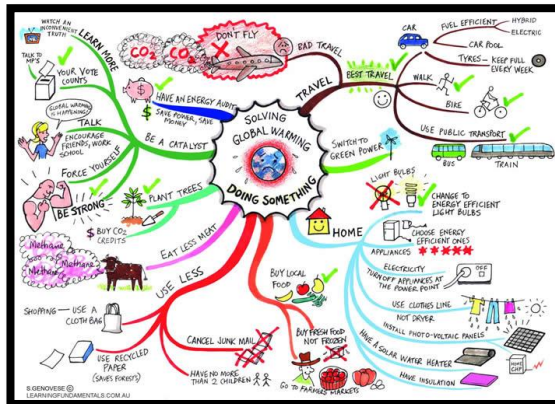 SOLVING
GLOBAL WARMING
DOING SOMETHING
WATCH AN
INCONVENIENT
TRUTH
LEARN MORE
TALK TO
MP'S
YOUR VOTE
COUNTS
GLOBAL WARMING
IS HAPPENING!
TALK
ENCOURAGE
FRIENDS, WORK
SCHOOL
FORCE YOURSELF
BE STRONG
BE A CATALYST
$ HAVE AN ENERGY AUDIT
SAVE POWER, SAVE
MONEY
PLANT TREES
$ BUY CO2
CREDITS
EAT LESS MEAT
Methane
Methane
Methane
USE LESS
SHOPPING — USE A
CLOTH BAG
USE RECYCLED
PAPER
(SAVES FORESTS)
CANCEL JUNK MAIL
HAVE NO MORE
THAN 2 CHILDREN
CO2
CO2
DON'T FLY
BAD TRAVEL
TRAVEL
BEST TRAVEL
CAR
FUEL EFFICIENT
HYBRID
ELECTRIC
CAR POOL
TYRES - KEEP FULL
EVERY WEEK
WALK
BIKE
USE PUBLIC TRANSPORT
BUS
TRAIN
SWITCH TO
GREEN POWER
HOME
LIGHT BULBS
CHANGE TO
ENERGY EFFICIENT
LIGHT BULBS
APPLIANCES
CHOOSE ENERGY
EFFICIENT ONES
ELECTRICITY
TURN OFF APPLIANCES AT
THE POWER POINT
OFF
USE CLOTHES LINE
NOT DRYER
INSTALL PHOTO-VOLTAIC PANELS
HAVE A SOLAR WATER HEATER
CHP
HAVE INSULATION
BUY LOCAL
FOOD
BUY FRESH FOOD
NOT FROZEN
GO TO FARMERS MARKETS
S.GENOVESE ©
LEARNINGFUNDAMENTALS.COM.AU